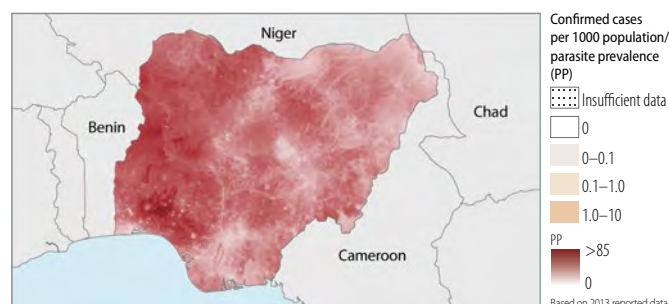 Niger
Benin
Chad
Cameroon
Confirmed cases
per 1000 population/
parasite prevalence
(PP)
Insufficient data
0
0–0.1
0.1–1.0
1.0–10
PP
>85
0
Based on 2013 reported data